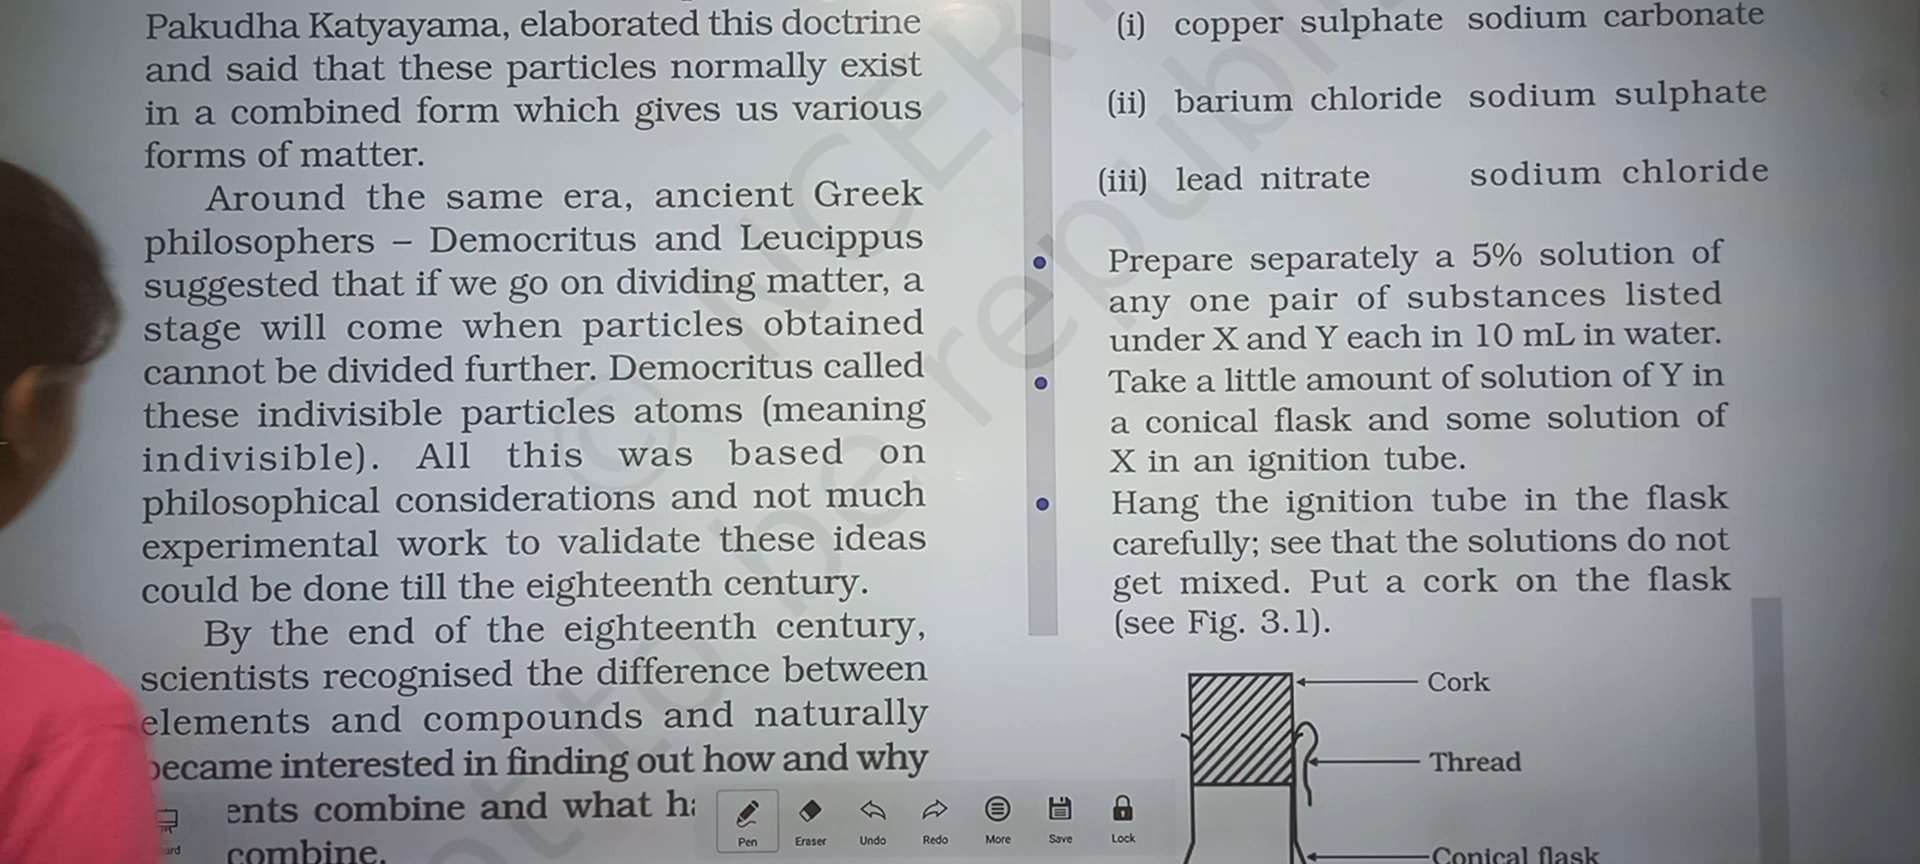 Pakudha Katyayama, elaborated this doctrine
and said that these particles normally exist
in a combined form which gives us various
forms of matter.
Around the same era, ancient Greek
philosophers – Democritus and Leucippus
suggested that if we go on dividing matter, a
stage will come when particles obtained
cannot be divided further. Democritus called
these indivisible particles atoms (meaning
indivisible). All this was based on
philosophical considerations and not much
experimental work to validate these ideas
could be done till the eighteenth century.
By the end of the eighteenth century,
scientists recognised the difference between
elements and compounds and naturally
became interested in finding out how and why
ents combine and what ha
combine.
(i) copper sulphate sodium carbonate
(ii) barium chloride sodium sulphate
(iii) lead nitrate sodium chloride
Prepare separately a 5% solution of
any one pair of substances listed
under X and Y each in 10 mL in water.
Take a little amount of solution of Y in
a conical flask and some solution of
X in an ignition tube.
Hang the ignition tube in the flask
carefully; see that the solutions do not
get mixed. Put a cork on the flask
(see Fig. 3.1).
Cork
Thread
Conical flask
Pen Eraser Undo Redo More Save Lock
© NCERT
not to be republ